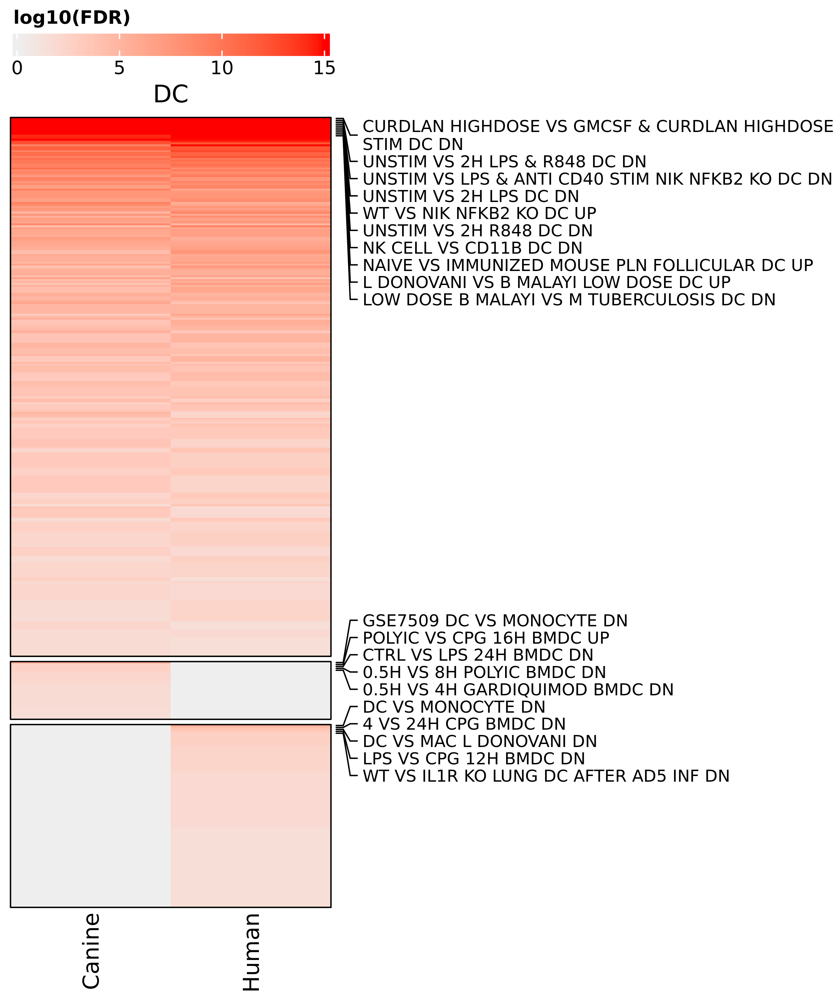 log10(FDR)
0 5 10 15
DC
CURDLAN HIGHDOSE VS GMCSF & CURDLAN HIGHDOSE
STIM DC DN
UNSTIM VS 2H LPS & R848 DC DN
UNSTIM VS LPS & ANTI CD40 STIM NIK NFKB2 KO DC DN
UNSTIM VS 2H LPS DC DN
WT VS NIK NFKB2 KO DC UP
UNSTIM VS 2H R848 DC DN
NK CELL VS CD11B DC DN
NAIVE VS IMMUNIZED MOUSE PLN FOLLICULAR DC UP
L DONOVANI VS B MALAYI LOW DOSE DC UP
LOW DOSE B MALAYI VS M TUBERCULOSIS DC DN
GSE7509 DC VS MONOCYTE DN
POLYIC VS CPG 16H BMDC UP
CTRL VS LPS 24H BMDC DN
0.5H VS 8H POLYIC BMDC DN
0.5H VS 4H GARDIQUIMOD BMDC DN
DC VS MONOCYTE DN
4 VS 24H CPG BMDC DN
DC VS MAC L DONOVANI DN
LPS VS CPG 12H BMDC DN
WT VS IL1R KO LUNG DC AFTER AD5 INF DN
Canine
Human